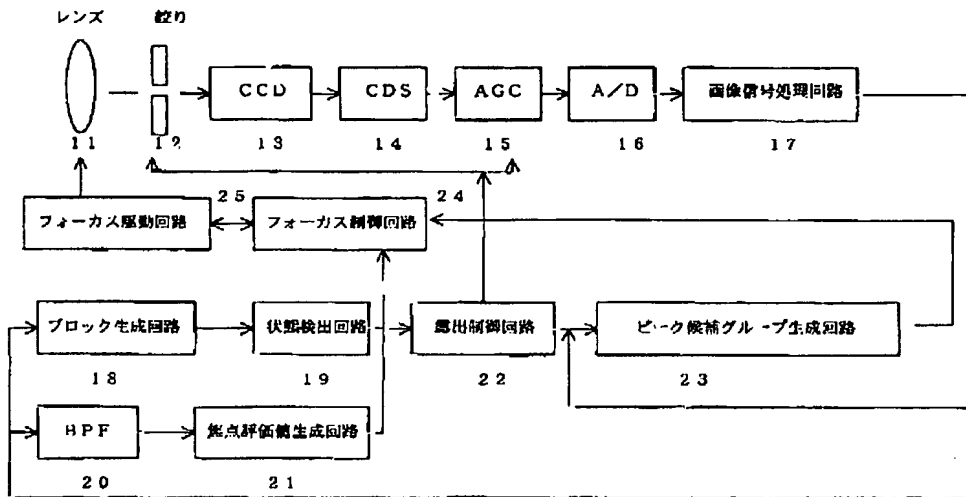 レンズ 絞り
CCD CDS AGC A/D 画像信号処理回路
11 12 13 14 15 16 17
25 24
フォーカス駆動回路 フォーカス制御回路
ブロック生成回路 状態検出回路 露出制御回路 ピーク候補グループ生成回路
18 19 22 23
BPF 焦点評価値生成回路
20 21